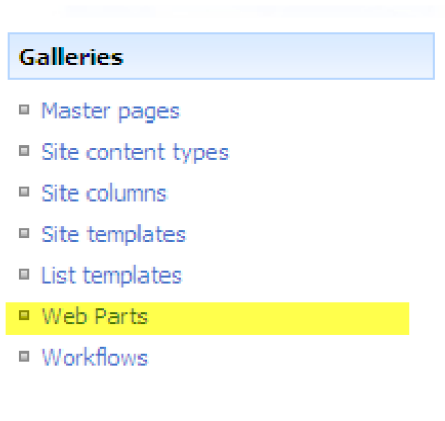 Galleries
Master pages
Site content types
Site columns
Site templates
List templates
Web Parts
Workflows